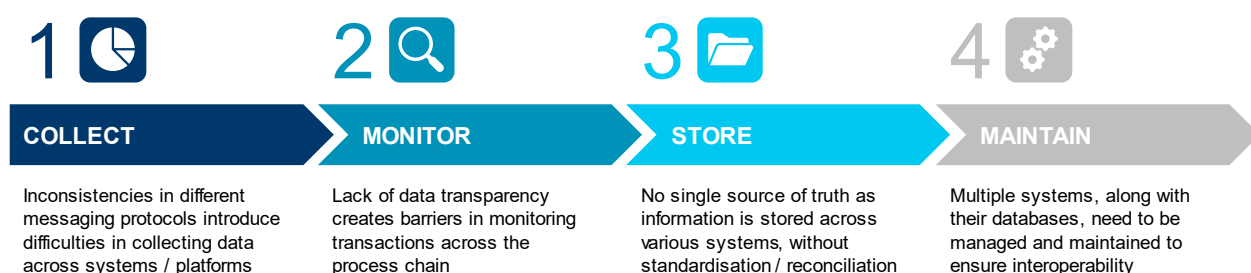 1
2
3
4
COLLECT
MONITOR
STORE
MAINTAIN
Inconsistencies in different
messaging protocols introduce
difficulties in collecting data
across systems / platforms
Lack of data transparency
creates barriers in monitoring
transactions across the
process chain
No single source of truth as
information is stored across
various systems, without
standardisation / reconciliation
Multiple systems, along with
their databases, need to be
managed and maintained to
ensure interoperability